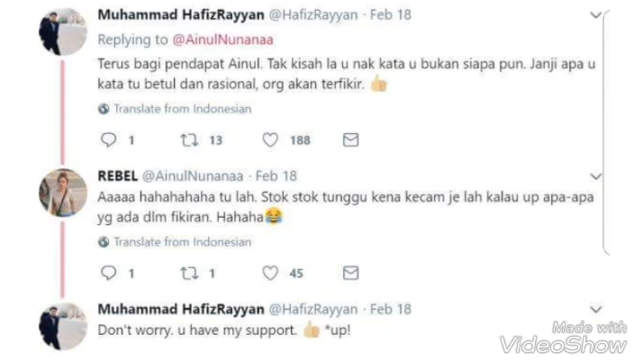 Muhammad HafizRayyan @HafizRayyan · Feb 18
Replying to @AinulNunanaa
Terus bagi pendapat Ainul. Tak kisah la u nak kata u bukan siapa pun. Janji apa u
kata tu betul dan rasional, org akan terfikir. 👍
Translate from Indonesian
1 13 188
REBEL @AinulNunanaa · Feb 18
Aaaaa hahahahaha tu lah. Stok stok tunggu kena kecam je lah kalau up apa-apa
yg ada dlm fikiran. Hahaha😂
Translate from Indonesian
1 1 45
Muhammad HafizRayyan @HafizRayyan · Feb 18
Don't worry. u have my support. 👍 *up!
Made with
VideoShow